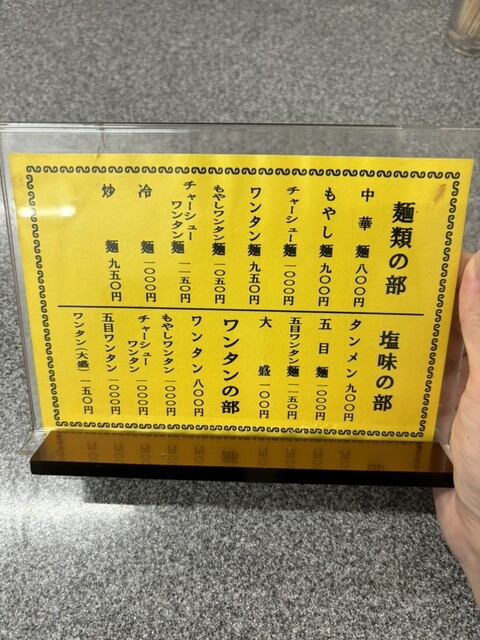 麺類の部
中華麺 八〇〇円
もやし麺 九〇〇円
チャーシュー麺 一〇〇〇円
ワンタン麺 九五〇円
もやしワンタン麺 一〇五〇円
チャーシューワンタン麺 一一五〇円
冷麺 一〇〇〇円
炒麺 九五〇円
塩味の部
タンメン 九〇〇円
五目麺 一〇〇〇円
五目ワンタン麺 一一五〇円
大盛 一〇〇円
ワンタンの部
ワンタン 八〇〇円
もやしワンタン 一〇〇〇円
チャーシューワンタン 一〇〇〇円
五目ワンタン 一〇〇〇円
ワンタン(大盛) 一五〇円